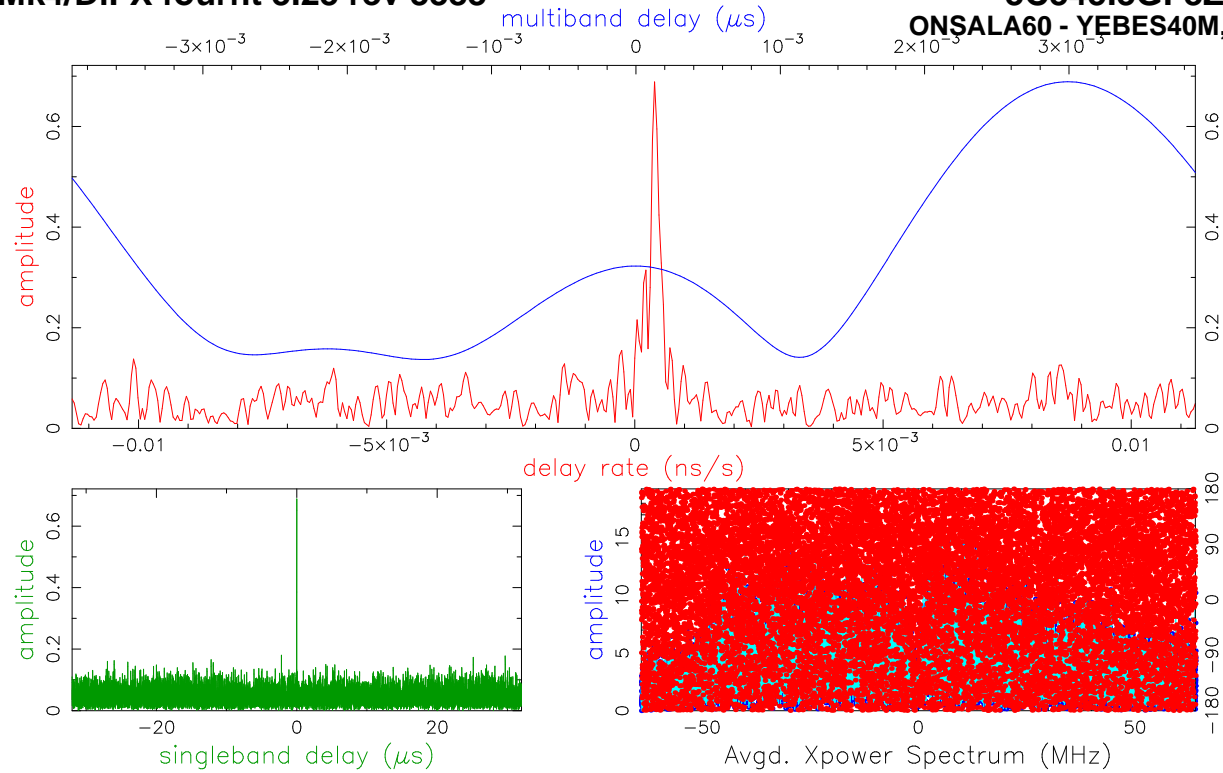 multiband delay (μs)
ONSALA60 - YEBES40M,
−3×10⁻³ −2×10⁻³ −10⁻³ 0 10⁻³ 2×10⁻³ 3×10⁻³
amplitude
0 0.2 0.4 0.6
0 0.2 0.4 0.6
−0.01 −5×10⁻³ 0 5×10⁻³ 0.01
delay rate (ns/s)
amplitude
0 0.2 0.4 0.6
−20 0 20
singleband delay (μs)
amplitude
0 5 10 15
−180 −90 0 90 180
−50 0 50
Avgd. Xpower Spectrum (MHz)